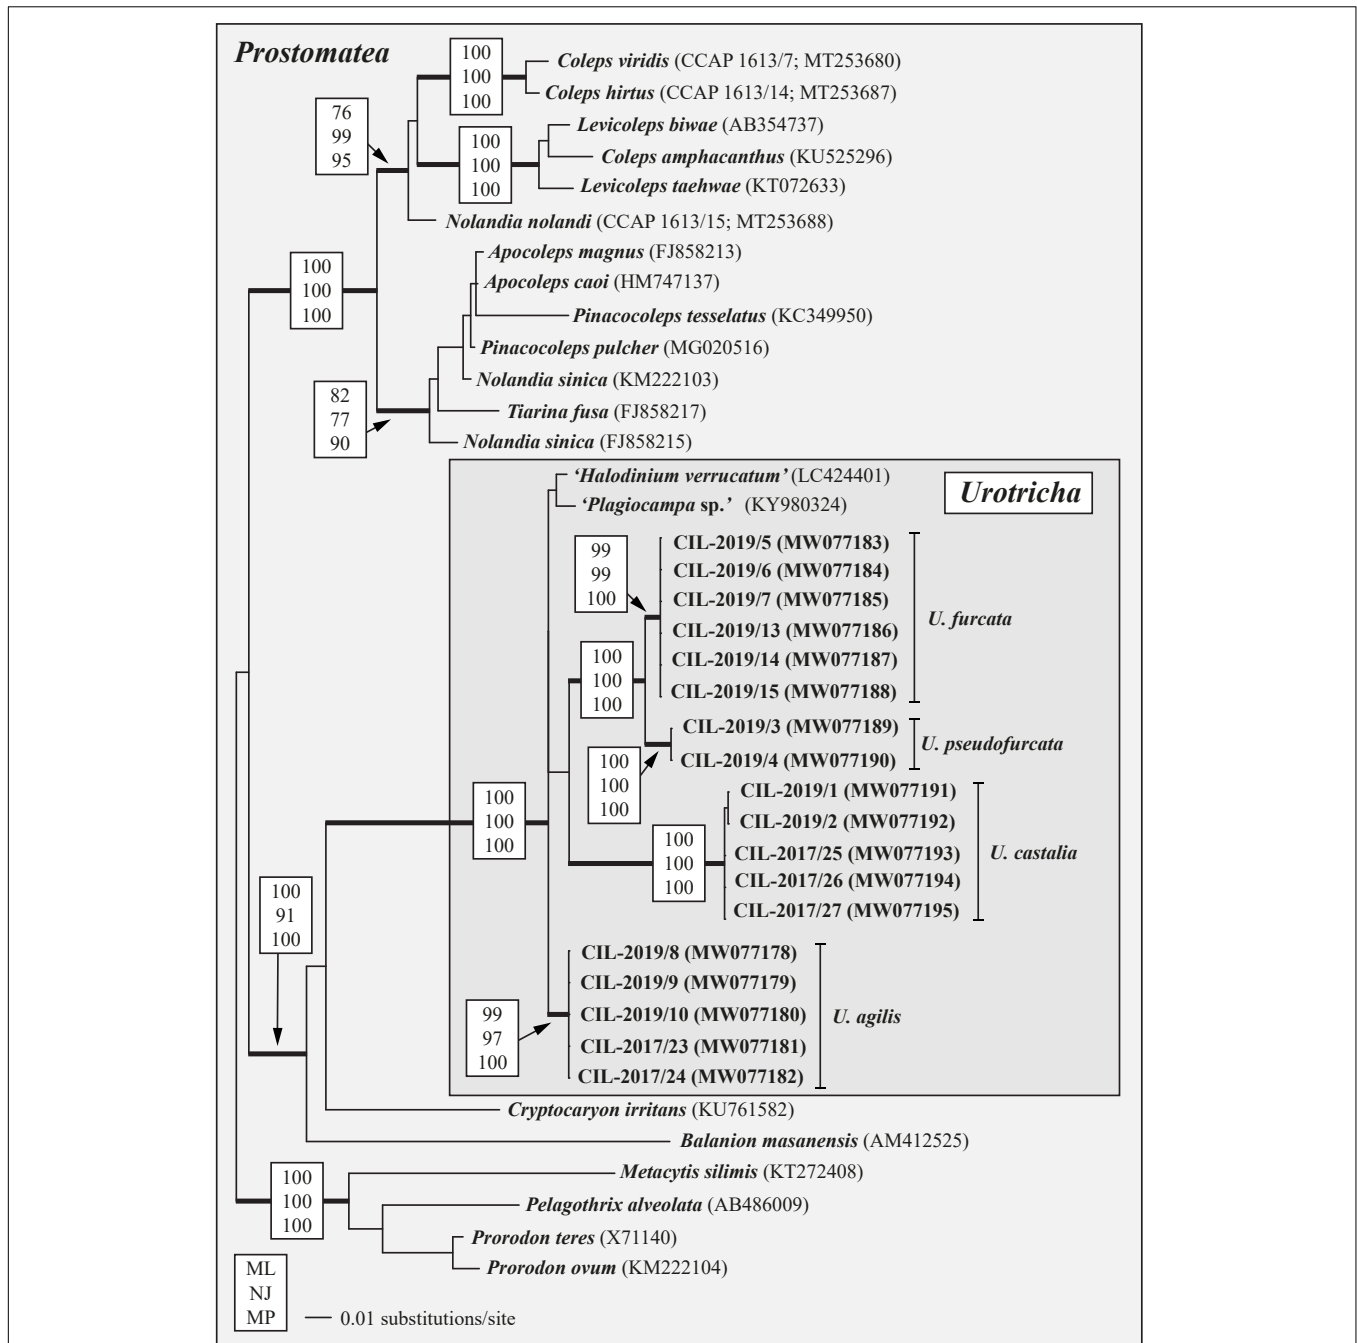 Prostomatea
100
100
100
Coleps viridis (CCAP 1613/7; MT253680)
Coleps hirtus (CCAP 1613/14; MT253687)
76
99
95
100
100
100
Levicoleps biwae (AB354737)
Coleps amphacanthus (KU525296)
Levicoleps taehwae (KT072633)
Nolandia nolandi (CCAP 1613/15; MT253688)
100
100
100
Apocoleps magnus (FJ858213)
Apocoleps caoi (HM747137)
Pinacocoleps tesselatus (KC349950)
Pinacocoleps pulcher (MG020516)
Nolandia sinica (KM222103)
82
77
90
Tiarina fusa (FJ858217)
Nolandia sinica (FJ858215)
‘Halodinium verrucatum’ (LC424401)
‘Plagiocampa sp.’ (KY980324)
Urotricha
99
99
100
CIL-2019/5 (MW077183)
CIL-2019/6 (MW077184)
CIL-2019/7 (MW077185)
CIL-2019/13 (MW077186)
CIL-2019/14 (MW077187)
CIL-2019/15 (MW077188)
U. furcata
100
100
100
CIL-2019/3 (MW077189)
CIL-2019/4 (MW077190)
U. pseudofurcata
100
100
100
100
100
100
CIL-2019/1 (MW077191)
CIL-2019/2 (MW077192)
CIL-2017/25 (MW077193)
CIL-2017/26 (MW077194)
CIL-2017/27 (MW077195)
U. castalia
100
100
100
100
91
100
CIL-2019/8 (MW077178)
CIL-2019/9 (MW077179)
CIL-2019/10 (MW077180)
CIL-2017/23 (MW077181)
CIL-2017/24 (MW077182)
U. agilis
99
97
100
Cryptocaryon irritans (KU761582)
Balanion masanensis (AM412525)
100
100
100
Metacytis silimis (KT272408)
Pelagothrix alveolata (AB486009)
Prorodon teres (X71140)
Prorodon ovum (KM222104)
ML
NJ
MP
0.01 substitutions/site